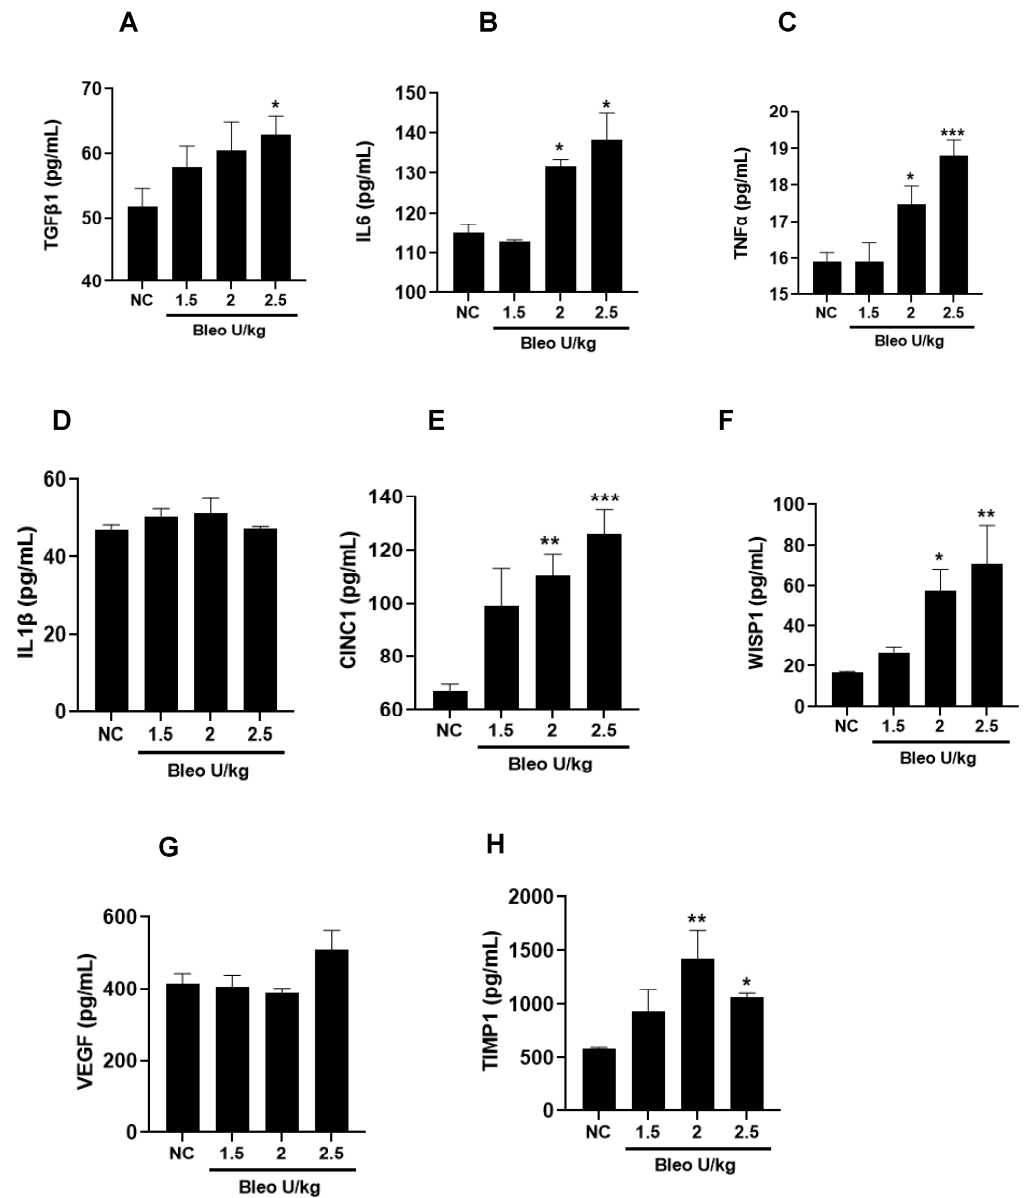 A
B
C
TGFβ1 (pg/mL)
70
60
50
40
*
NC 1.5 2 2.5
Bleo U/kg
IL6 (pg/mL)
150
140
130
120
110
100
* *
NC 1.5 2 2.5
Bleo U/kg
TNFα (pg/mL)
20
19
18
17
16
15
* ***
NC 1.5 2 2.5
Bleo U/kg
D
E
F
IL1β (pg/mL)
60
40
20
0
NC 1.5 2 2.5
Bleo U/kg
CINC1 (pg/mL)
140
120
100
80
60
** ***
NC 1.5 2 2.5
Bleo U/kg
WISP1 (pg/mL)
100
80
60
40
20
0
* **
NC 1.5 2 2.5
Bleo U/kg
G
H
VEGF (pg/mL)
600
400
200
0
NC 1.5 2 2.5
Bleo U/kg
TIMP1 (pg/mL)
2000
1500
1000
500
0
** *
NC 1.5 2 2.5
Bleo U/kg